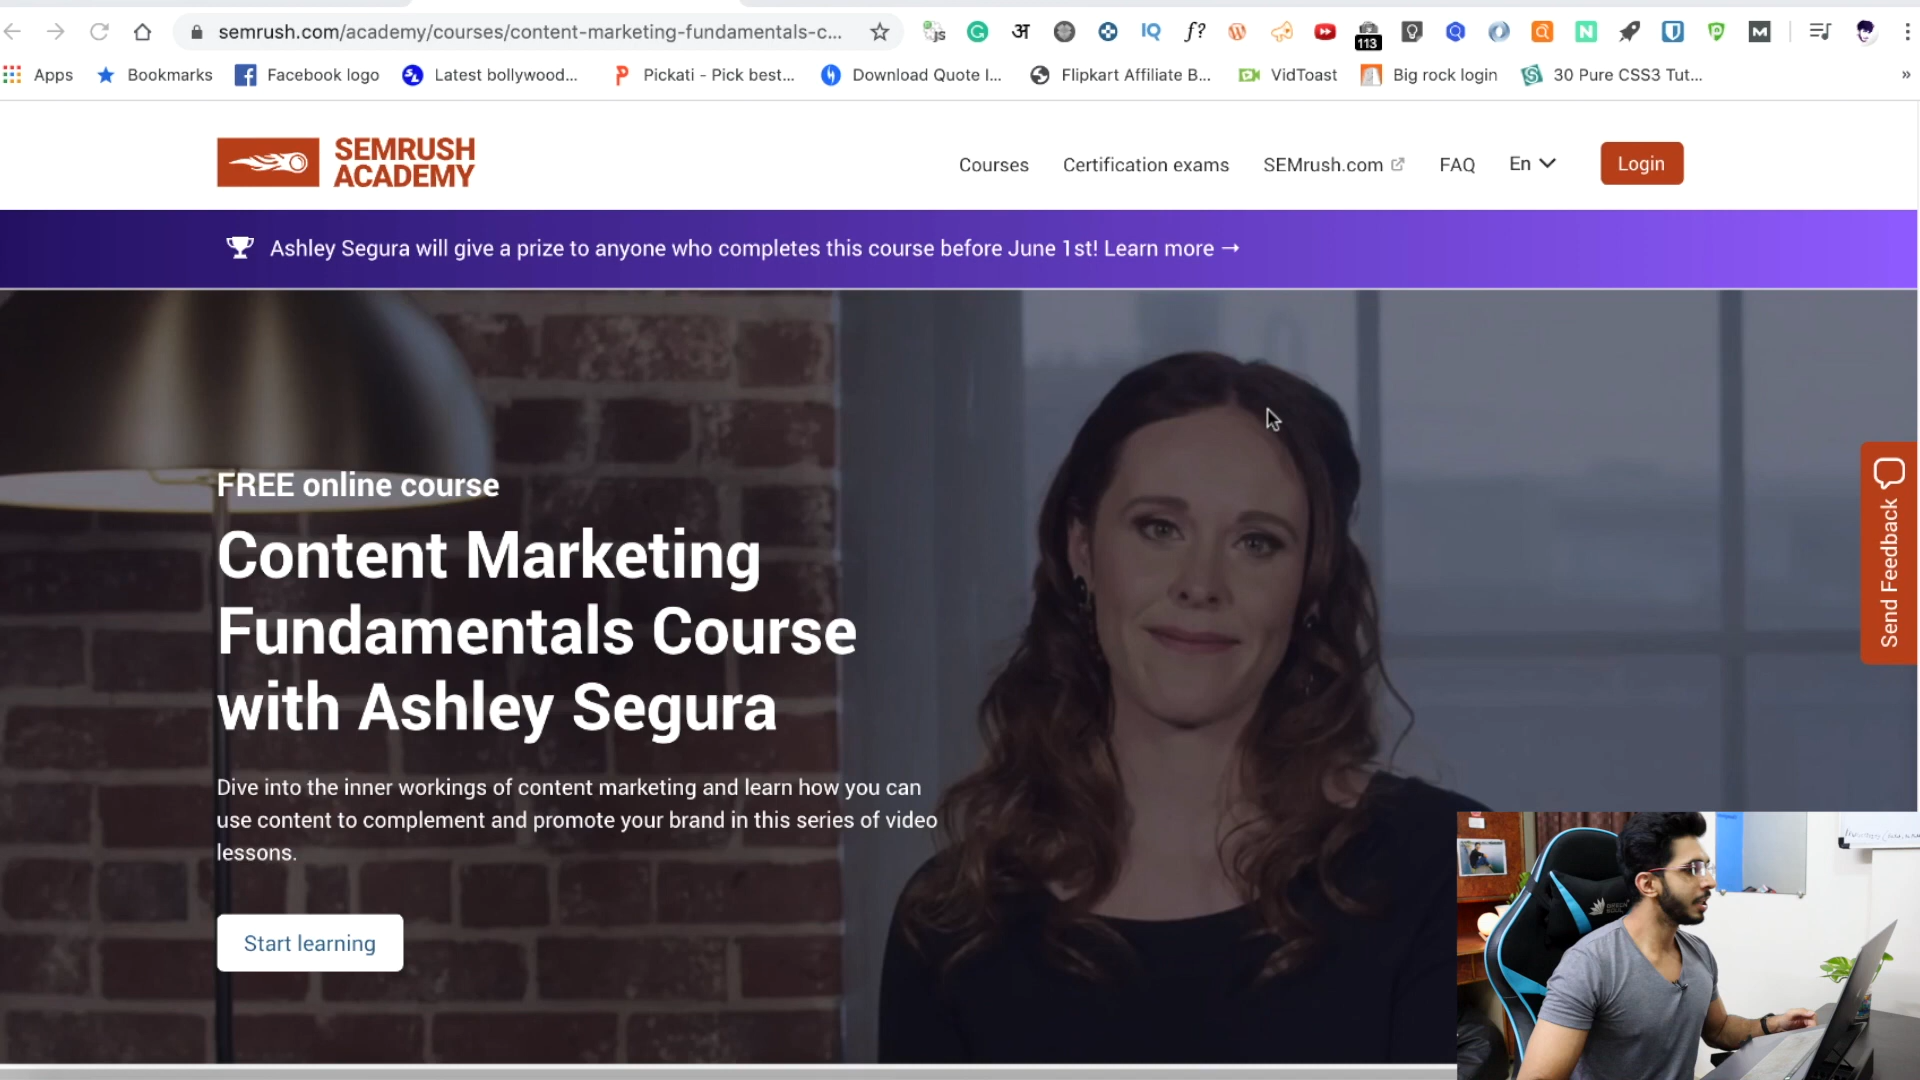 semrush.com/academy/courses/content-marketing-fundamentals-c...
JS
अ
IQ
f?
113
N
M
Apps
Bookmarks
Facebook logo
Latest bollywood...
Pickati - Pick best...
Download Quote I...
Flipkart Affiliate B...
VidToast
Big rock login
30 Pure CSS3 Tut...
»
SEMRUSH
ACADEMY
Courses
Certification exams
SEMrush.com
FAQ
En
Login
Ashley Segura will give a prize to anyone who completes this course before June 1st! Learn more →
FREE online course
Content Marketing
Fundamentals Course
with Ashley Segura
Dive into the inner workings of content marketing and learn how you can
use content to complement and promote your brand in this series of video
lessons.
Start learning
Send Feedback